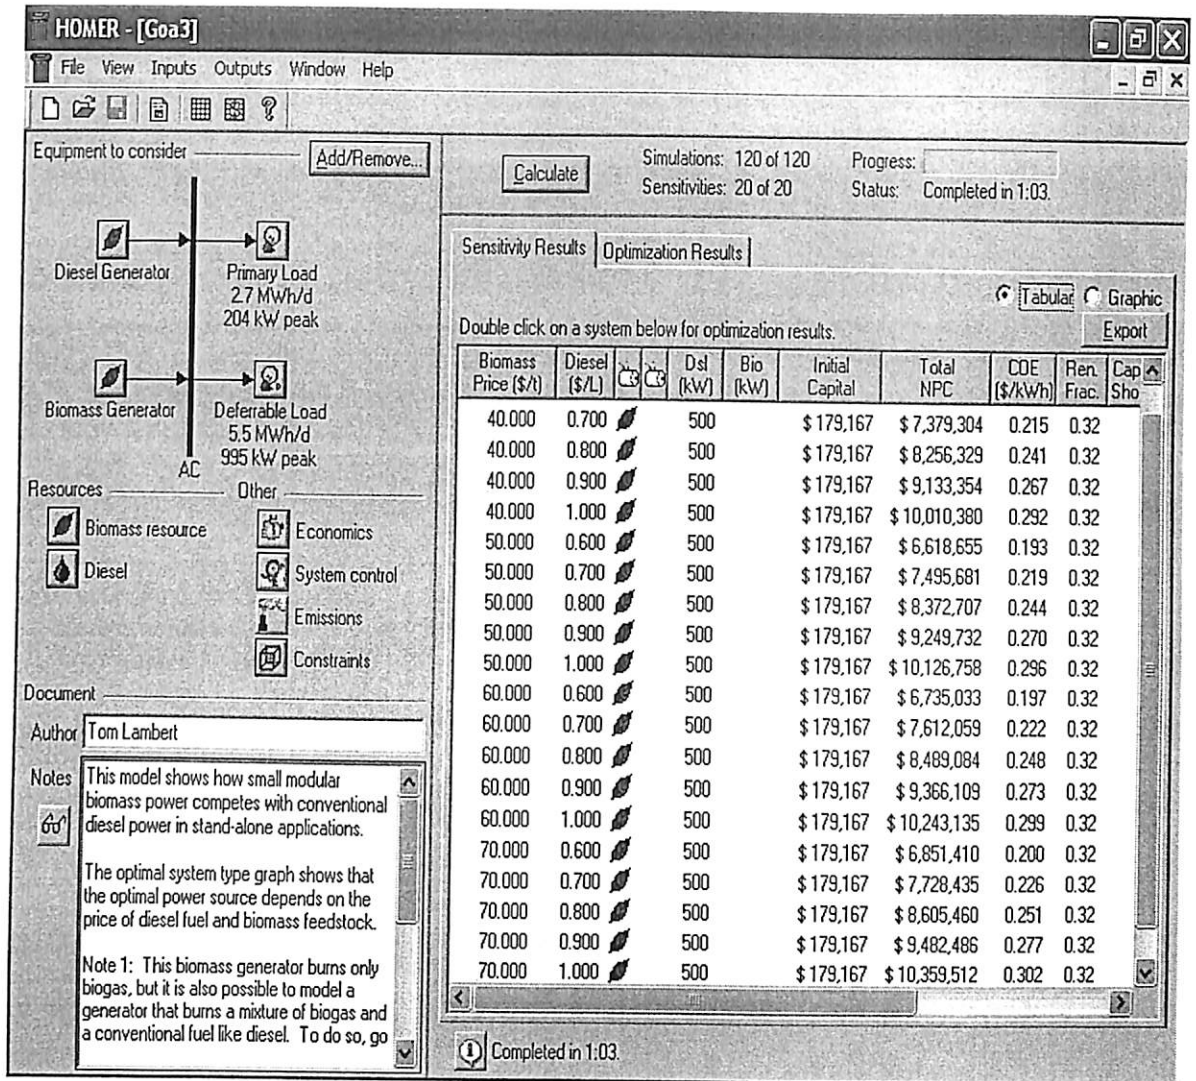 HOMER - [Goa3]
File View Inputs Outputs Window Help
Equipment to consider
Add/Remove...
Diesel Generator
Primary Load
2.7 MWh/d
204 kW peak
Biomass Generator
Deferrable Load
5.5 MWh/d
995 kW peak
AC
Resources
Other
Biomass resource
Economics
Diesel
System control
Emissions
Constraints
Document
Author Tom Lambert
Notes
This model shows how small modular
biomass power competes with conventional
diesel power in stand-alone applications.
The optimal system type graph shows that
the optimal power source depends on the
price of diesel fuel and biomass feedstock.
Note 1: This biomass generator burns only
biogas, but it is also possible to model a
generator that burns a mixture of biogas and
a conventional fuel like diesel. To do so, go
Calculate
Simulations: 120 of 120 Progress:
Sensitivities: 20 of 20 Status: Completed in 1:03.
Sensitivity Results Optimization Results
Tabular Graphic
Double click on a system below for optimization results.
Export
Biomass Diesel Dsl Bio Initial Total COE Ren. Cap
Price ($/t) ($/L) (kW) (kW) Capital NPC ($/kWh) Frac. Sho
40.000 0.700 500 $ 179,167 $ 7,379,304 0.215 0.32
40.000 0.800 500 $ 179,167 $ 8,256,329 0.241 0.32
40.000 0.900 500 $ 179,167 $ 9,133,354 0.267 0.32
40.000 1.000 500 $ 179,167 $ 10,010,380 0.292 0.32
50.000 0.600 500 $ 179,167 $ 6,618,655 0.193 0.32
50.000 0.700 500 $ 179,167 $ 7,495,681 0.219 0.32
50.000 0.800 500 $ 179,167 $ 8,372,707 0.244 0.32
50.000 0.900 500 $ 179,167 $ 9,249,732 0.270 0.32
50.000 1.000 500 $ 179,167 $ 10,126,758 0.296 0.32
60.000 0.600 500 $ 179,167 $ 6,735,033 0.197 0.32
60.000 0.700 500 $ 179,167 $ 7,612,059 0.222 0.32
60.000 0.800 500 $ 179,167 $ 8,489,084 0.248 0.32
60.000 0.900 500 $ 179,167 $ 9,366,109 0.273 0.32
60.000 1.000 500 $ 179,167 $ 10,243,135 0.299 0.32
70.000 0.600 500 $ 179,167 $ 6,851,410 0.200 0.32
70.000 0.700 500 $ 179,167 $ 7,728,435 0.226 0.32
70.000 0.800 500 $ 179,167 $ 8,605,460 0.251 0.32
70.000 0.900 500 $ 179,167 $ 9,482,486 0.277 0.32
70.000 1.000 500 $ 179,167 $ 10,359,512 0.302 0.32
Completed in 1:03.